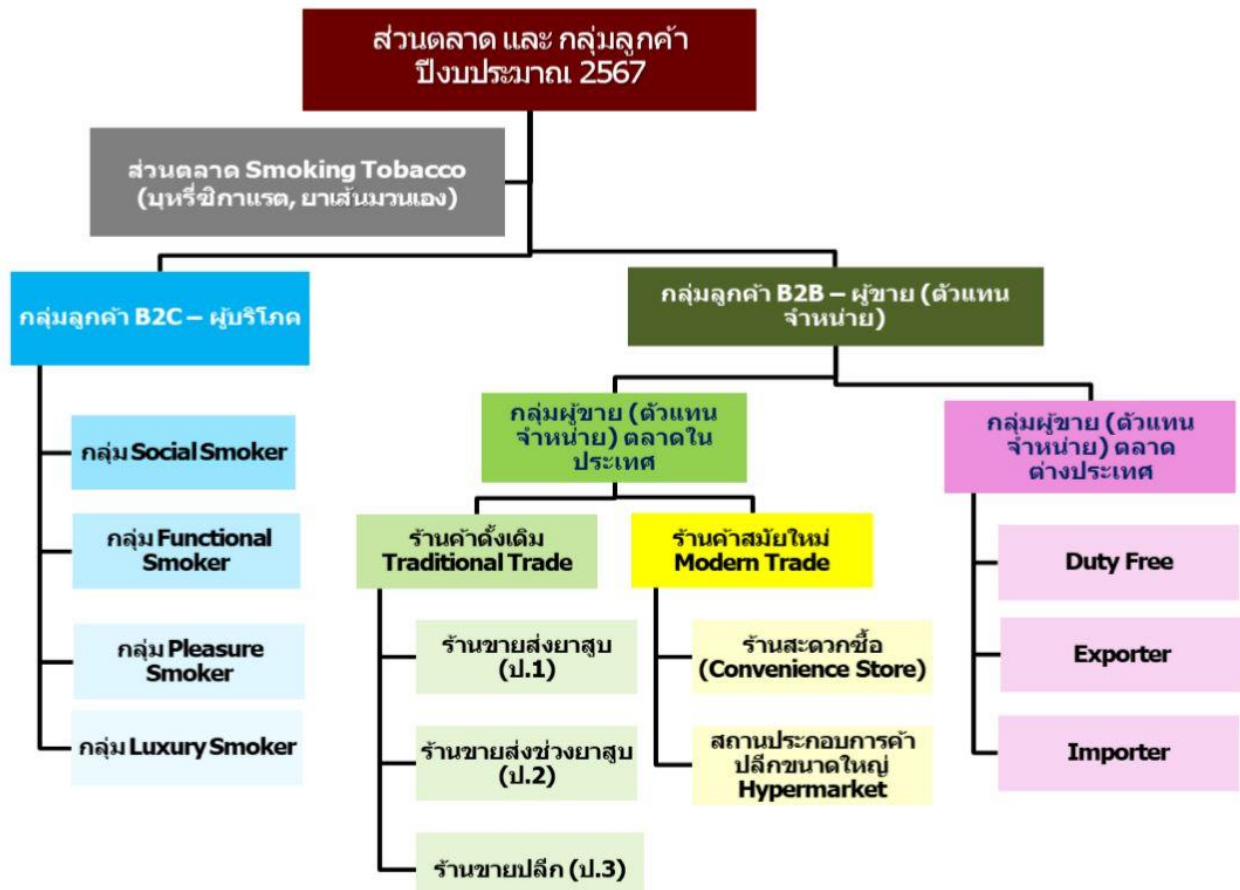 ส่วนตลาด และ กลุ่มลูกค้า
ปีงบประมาณ 2567
ส่วนตลาด Smoking Tobacco
(บุหรี่ซิกาแรต, ยาเส้นมวนเอง)
กลุ่มลูกค้า B2C – ผู้บริโภค
กลุ่ม Social Smoker
กลุ่ม Functional
Smoker
กลุ่ม Pleasure
Smoker
กลุ่ม Luxury Smoker
กลุ่มลูกค้า B2B – ผู้ขาย (ตัวแทน
จำหน่าย)
กลุ่มผู้ขาย (ตัวแทน
จำหน่าย) ตลาดใน
ประเทศ
ร้านค้าดั้งเดิม
Traditional Trade
ร้านขายส่งยาสูบ
(ป.1)
ร้านขายส่งช่วงยาสูบ
(ป.2)
ร้านขายปลีก (ป.3)
ร้านค้าสมัยใหม่
Modern Trade
ร้านสะดวกซื้อ
(Convenience Store)
สถานประกอบการค้า
ปลีกขนาดใหญ่
Hypermarket
กลุ่มผู้ขาย (ตัวแทน
จำหน่าย) ตลาด
ต่างประเทศ
Duty Free
Exporter
Importer